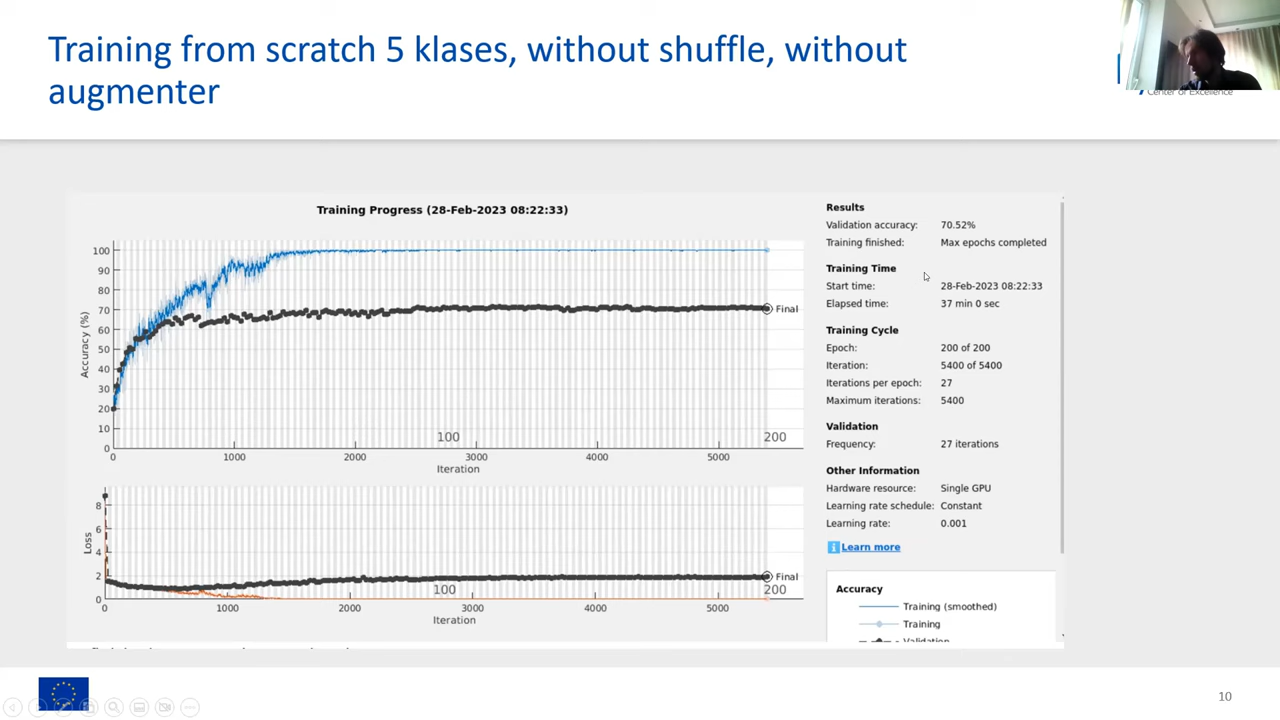 Training from scratch 5 klases, without shuffle, without
augmenter
Center of Excellence
Training Progress (28-Feb-2023 08:22:33)
Accuracy (%)
100
90
80
70
60
50
40
30
20
10
0
Final
100
200
0 1000 2000 3000 4000 5000
Iteration
Loss
8
6
4
2
0
Final
100
200
0 1000 2000 3000 4000 5000
Iteration
Results
Validation accuracy: 70.52%
Training finished: Max epochs completed
Training Time
Start time: 28-Feb-2023 08:22:33
Elapsed time: 37 min 0 sec
Training Cycle
Epoch: 200 of 200
Iteration: 5400 of 5400
Iterations per epoch: 27
Maximum iterations: 5400
Validation
Frequency: 27 iterations
Other Information
Hardware resource: Single GPU
Learning rate schedule: Constant
Learning rate: 0.001
Learn more
Accuracy
Training (smoothed)
Training
Validation
10